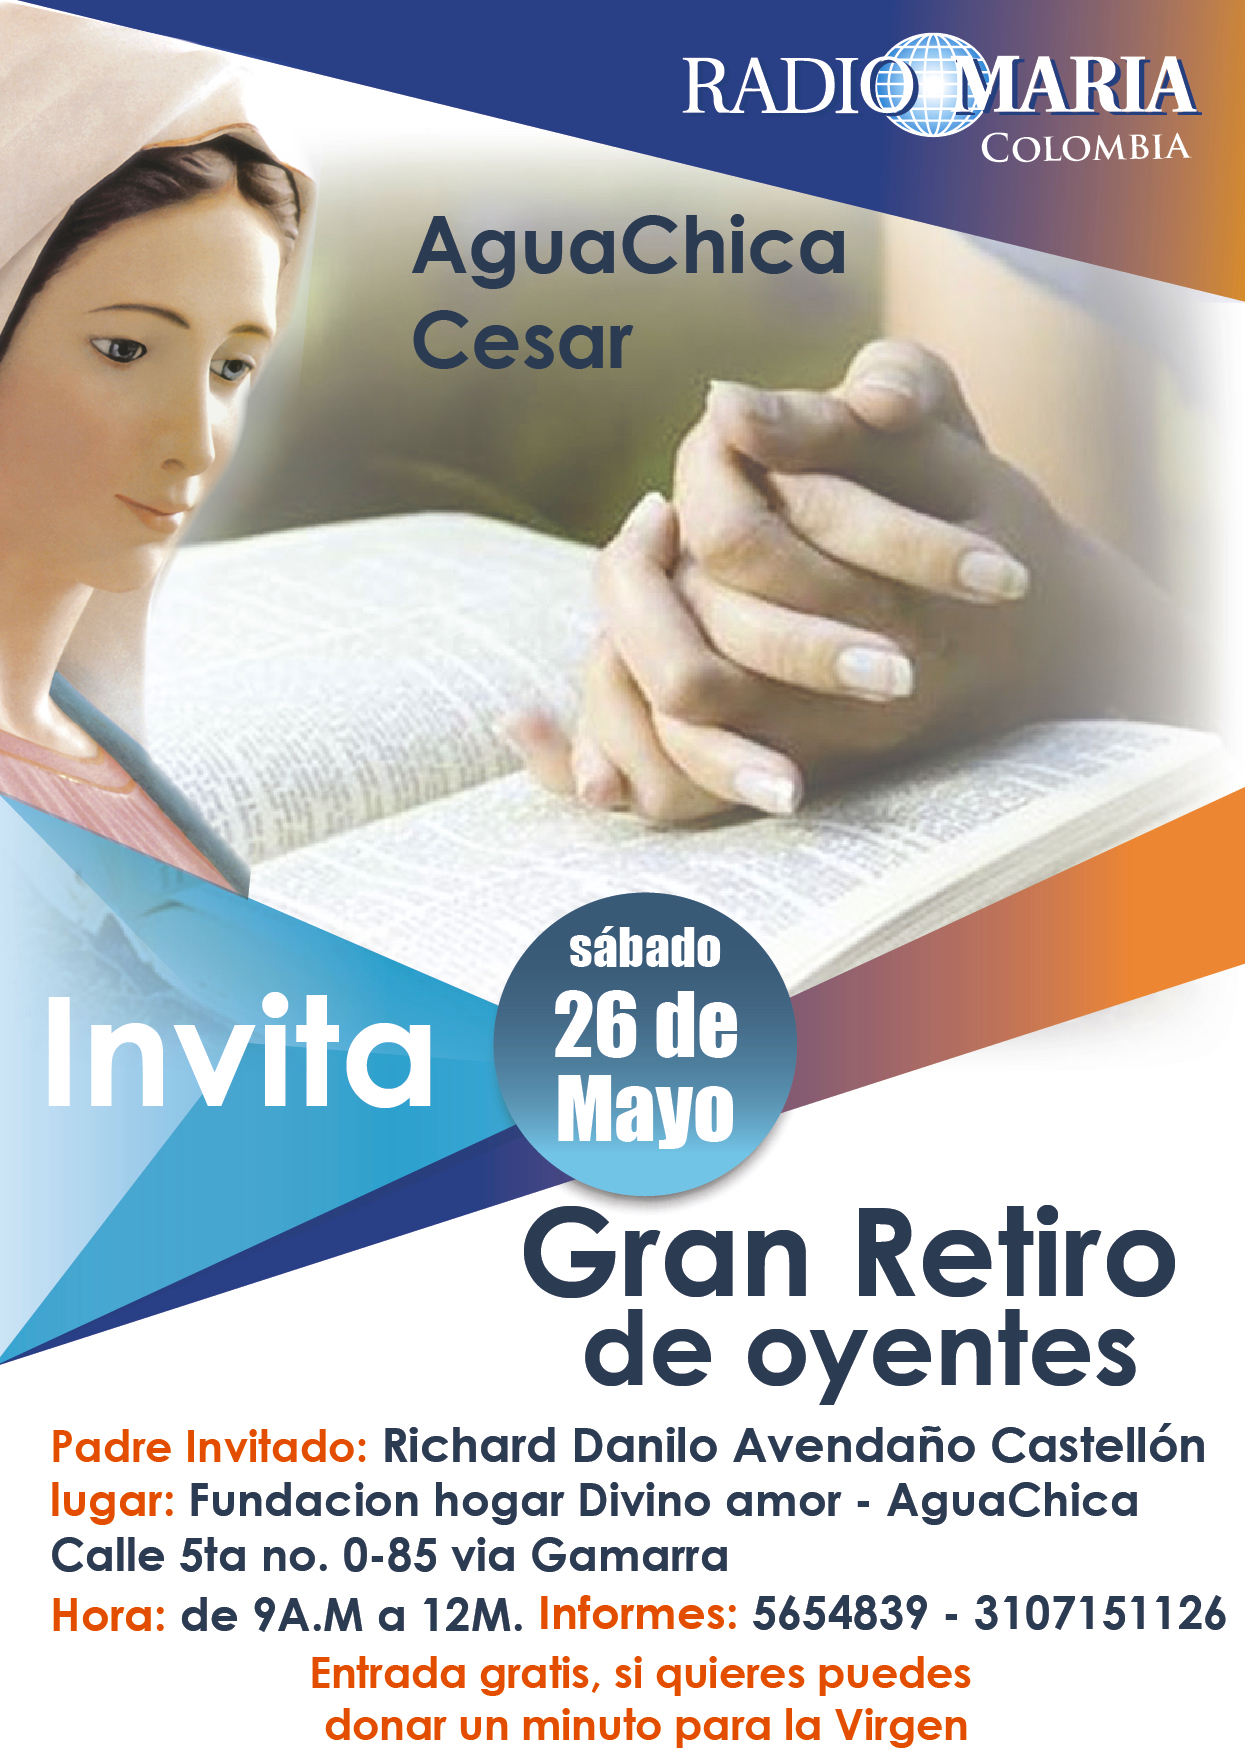 RADIO MARIA
COLOMBIA
AguaChica
Cesar
Invita
sábado
26 de
Mayo
Gran Retiro
de oyentes
Padre Invitado: Richard Danilo Avendaño Castellón
lugar: Fundacion hogar Divino amor - AguaChica
Calle 5ta no. 0-85 via Gamarra
Hora: de 9A.M a 12M. Informes: 5654839 - 3107151126
Entrada gratis, si quieres puedes
donar un minuto para la Virgen